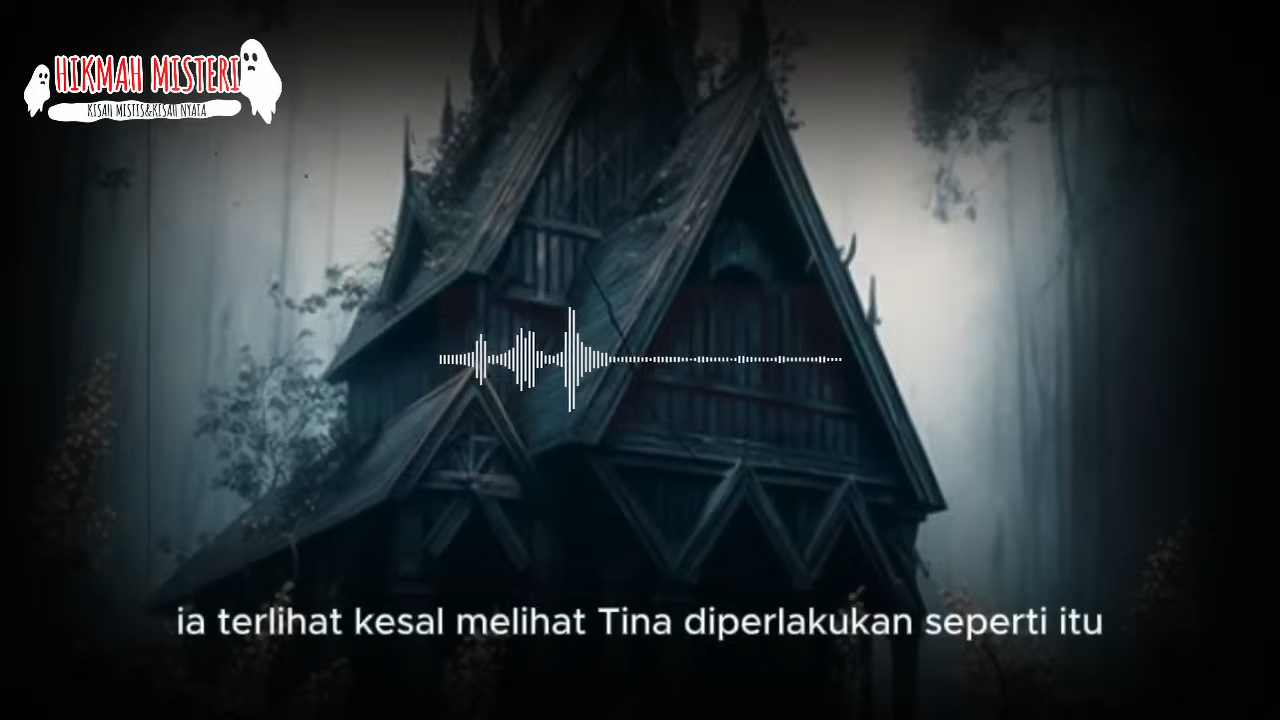 HIKMAH MISTERI
KISAH MISTIS&KISAH NYATA
ia terlihat kesal melihat Tina diperlakukan seperti itu